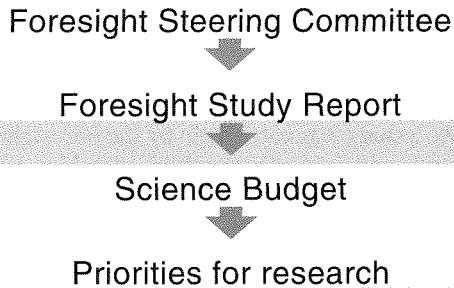 Foresight Steering Committee
Foresight Study Report
Science Budget
Priorities for research